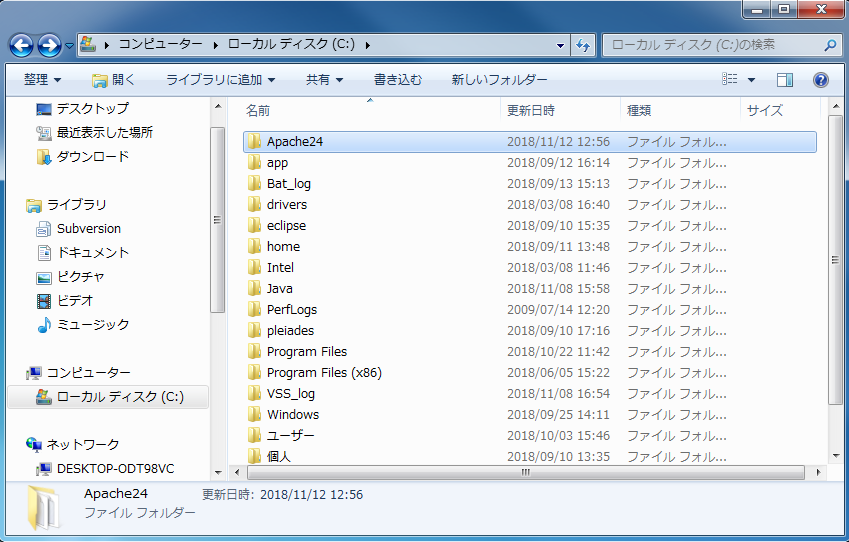 コンピューター ローカル ディスク (C:) ローカル ディスク (C:)の検索
整理 開く ライブラリに追加 共有 書き込む 新しいフォルダー
デスクトップ
最近表示した場所
ダウンロード
ライブラリ
Subversion
ドキュメント
ピクチャ
ビデオ
ミュージック
コンピューター
ローカル ディスク (C:)
ネットワーク
DESKTOP-ODT98VC
名前 更新日時 種類 サイズ
Apache24 2018/11/12 12:56 ファイル フォル...
app 2018/09/12 16:14 ファイル フォル...
Bat_log 2018/09/13 15:13 ファイル フォル...
drivers 2018/03/08 16:40 ファイル フォル...
eclipse 2018/09/10 15:35 ファイル フォル...
home 2018/09/11 13:48 ファイル フォル...
Intel 2018/03/08 11:46 ファイル フォル...
Java 2018/11/08 15:58 ファイル フォル...
PerfLogs 2009/07/14 12:20 ファイル フォル...
pleiades 2018/09/10 17:16 ファイル フォル...
Program Files 2018/10/22 11:42 ファイル フォル...
Program Files (x86) 2018/06/05 15:22 ファイル フォル...
VSS_log 2018/11/08 16:54 ファイル フォル...
Windows 2018/09/25 14:11 ファイル フォル...
ユーザー 2018/10/03 15:46 ファイル フォル...
個人 2018/09/10 13:35 ファイル フォル...
Apache24 更新日時: 2018/11/12 12:56
ファイル フォルダー